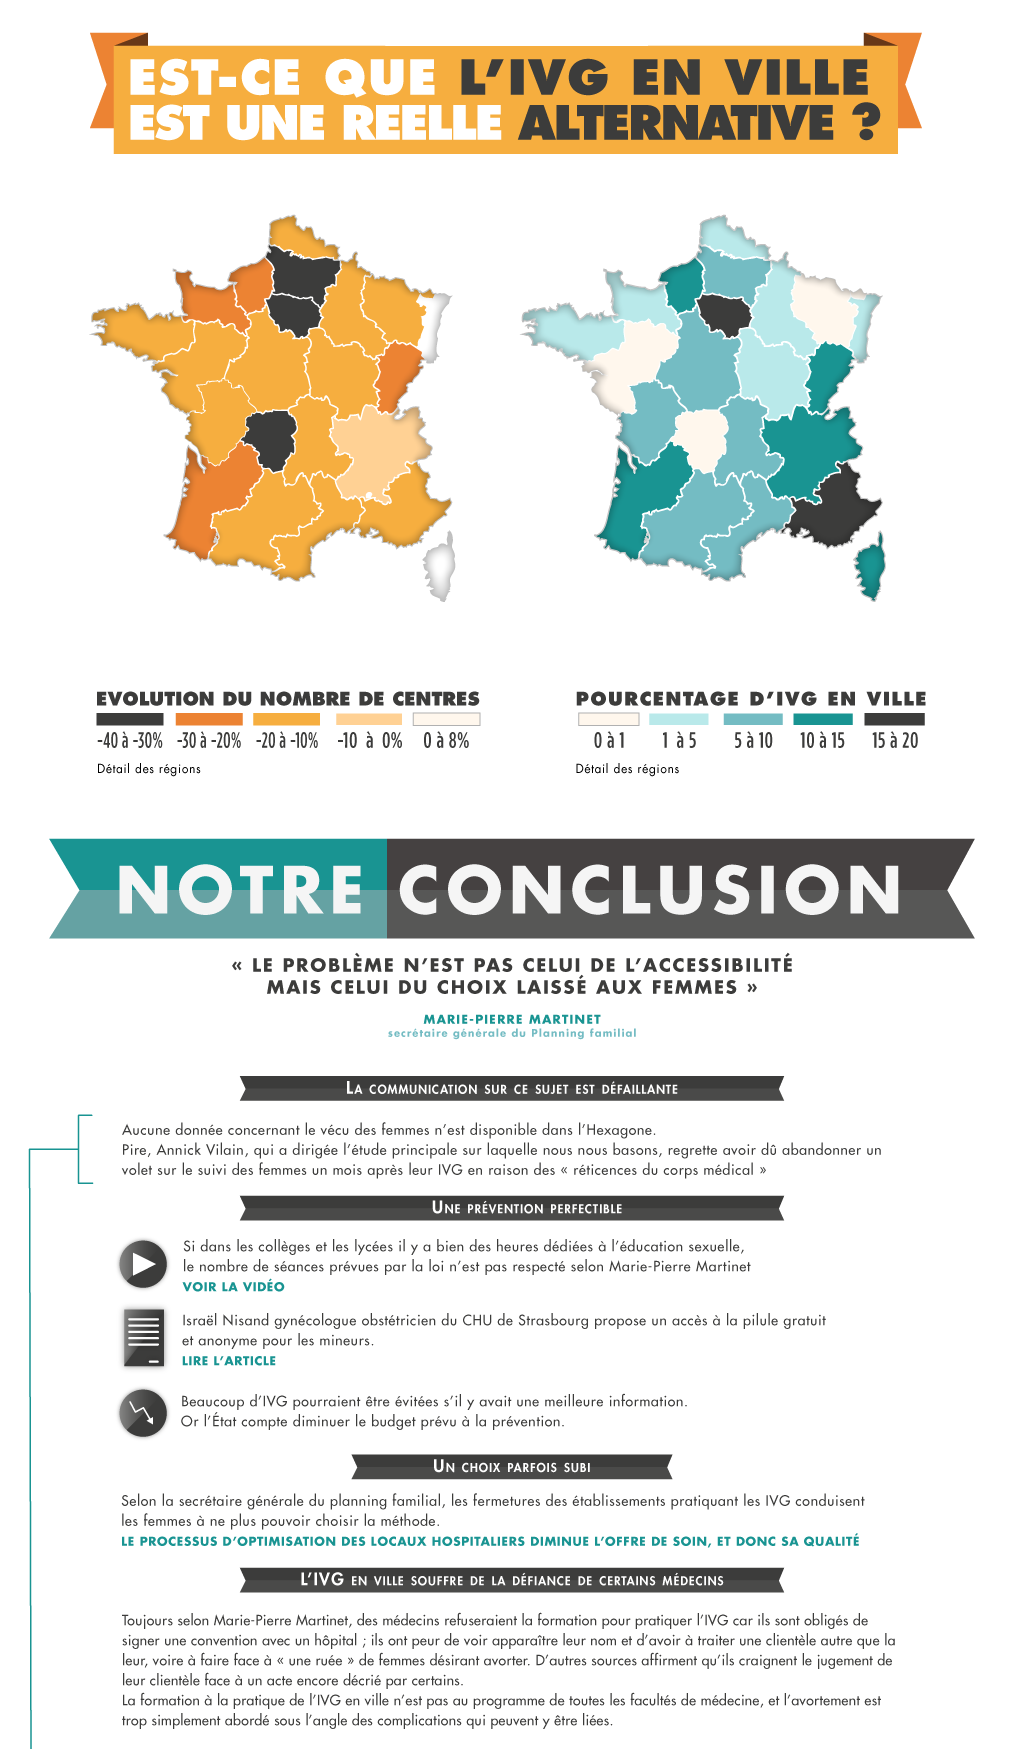 EST-CE QUE L'IVG EN VILLE
EST UNE REELLE ALTERNATIVE ?
EVOLUTION DU NOMBRE DE CENTRES
-40 à -30% -30 à -20% -20 à -10% -10 à 0% 0 à 8%
Détail des régions
POURCENTAGE D'IVG EN VILLE
0 à 1 1 à 5 5 à 10 10 à 15 15 à 20
Détail des régions
NOTRE CONCLUSION
« LE PROBLÈME N'EST PAS CELUI DE L'ACCESSIBILITÉ
MAIS CELUI DU CHOIX LAISSÉ AUX FEMMES »
MARIE-PIERRE MARTINET
secrétaire générale du Planning familial
LA COMMUNICATION SUR CE SUJET EST DÉFAILLANTE
Aucune donnée concernant le vécu des femmes n'est disponible dans l'Hexagone.
Pire, Annick Vilain, qui a dirigée l'étude principale sur laquelle nous nous basons, regrette avoir dû abandonner un
volet sur le suivi des femmes un mois après leur IVG en raison des « réticences du corps médical »
UNE PRÉVENTION PERFECTIBLE
Si dans les collèges et les lycées il y a bien des heures dédiées à l'éducation sexuelle,
le nombre de séances prévues par la loi n'est pas respecté selon Marie-Pierre Martinet
VOIR LA VIDÉO
Israël Nisand gynécologue obstétricien du CHU de Strasbourg propose un accès à la pilule gratuit
et anonyme pour les mineurs.
LIRE L'ARTICLE
Beaucoup d'IVG pourraient être évitées s'il y avait une meilleure information.
Or l'État compte diminuer le budget prévu à la prévention.
UN CHOIX PARFOIS SUBI
Selon la secrétaire générale du planning familial, les fermetures des établissements pratiquant les IVG conduisent
les femmes à ne plus pouvoir choisir la méthode.
LE PROCESSUS D'OPTIMISATION DES LOCAUX HOSPITALIERS DIMINUE L'OFFRE DE SOIN, ET DONC SA QUALITÉ
L'IVG EN VILLE SOUFFRE DE LA DÉFIANCE DE CERTAINS MÉDECINS
Toujours selon Marie-Pierre Martinet, des médecins refuseraient la formation pour pratiquer l'IVG car ils sont obligés de
signer une convention avec un hôpital ; ils ont peur de voir apparaître leur nom et d'avoir à traiter une clientèle autre que la
leur, voire à faire face à « une ruée » de femmes désirant avorter. D'autres sources affirment qu'ils craignent le jugement de
leur clientèle face à un acte encore décrié par certains.
La formation à la pratique de l'IVG en ville n'est pas au programme de toutes les facultés de médecine, et l'avortement est
trop simplement abordé sous l'angle des complications qui peuvent y être liées.